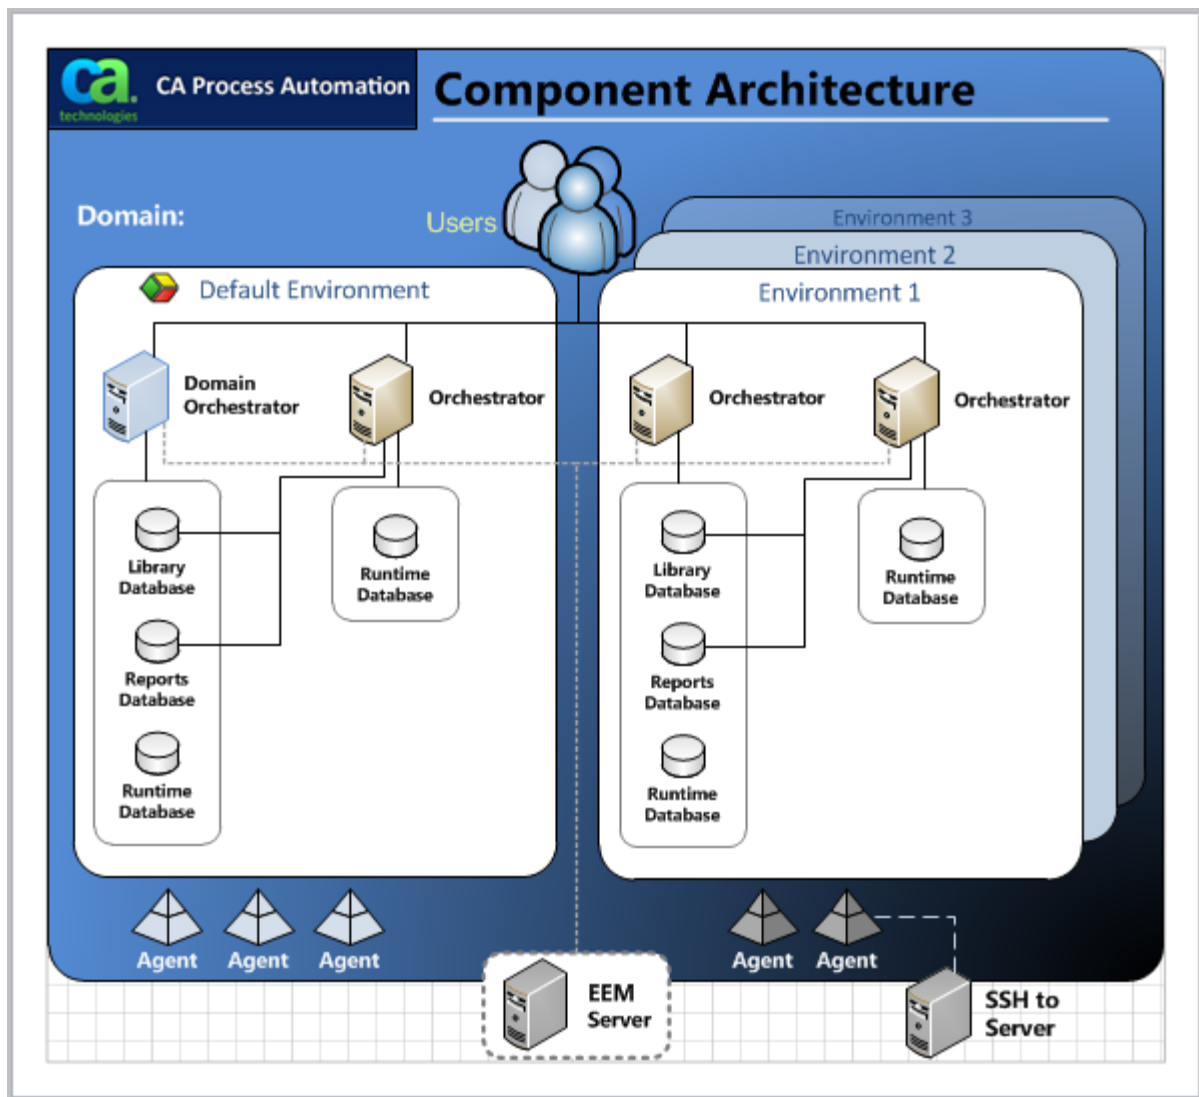 ca.
technologies
CA Process Automation
Component Architecture
Domain:
Users
Environment 3
Environment 2
Default Environment
Environment 1
Domain
Orchestrator
Orchestrator
Orchestrator
Orchestrator
Library
Database
Runtime
Database
Reports
Database
Runtime
Database
Library
Database
Runtime
Database
Reports
Database
Runtime
Database
Agent
Agent
Agent
Agent
Agent
EEM
Server
SSH to
Server